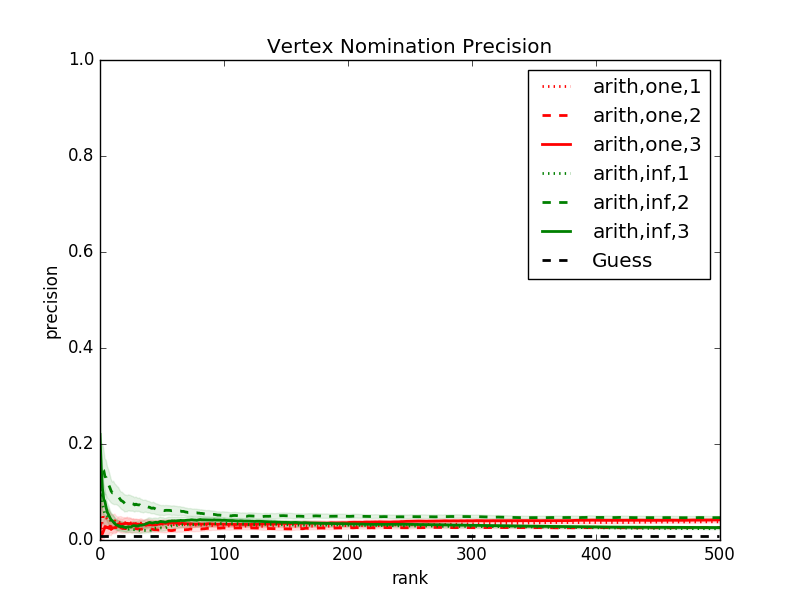 Vertex Nomination Precision
1.0
0.8
0.6
0.4
0.2
0.0
precision
arith,one,1
arith,one,2
arith,one,3
arith,inf,1
arith,inf,2
arith,inf,3
Guess
0 100 200 300 400 500
rank